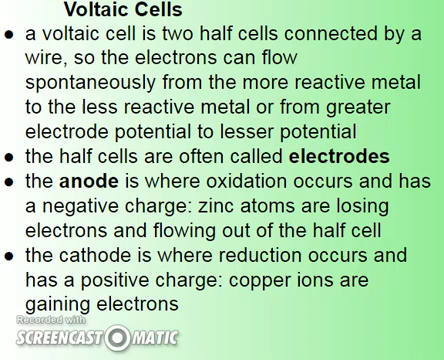 Voltaic Cells
● a voltaic cell is two half cells connected by a
wire, so the electrons can flow
spontaneously from the more reactive metal
to the less reactive metal or from greater
electrode potential to lesser potential
● the half cells are often called electrodes
● the anode is where oxidation occurs and has
a negative charge: zinc atoms are losing
electrons and flowing out of the half cell
● the cathode is where reduction occurs and
has a positive charge: copper ions are
gaining electrons
Recorded with
SCREENCAST MATIC